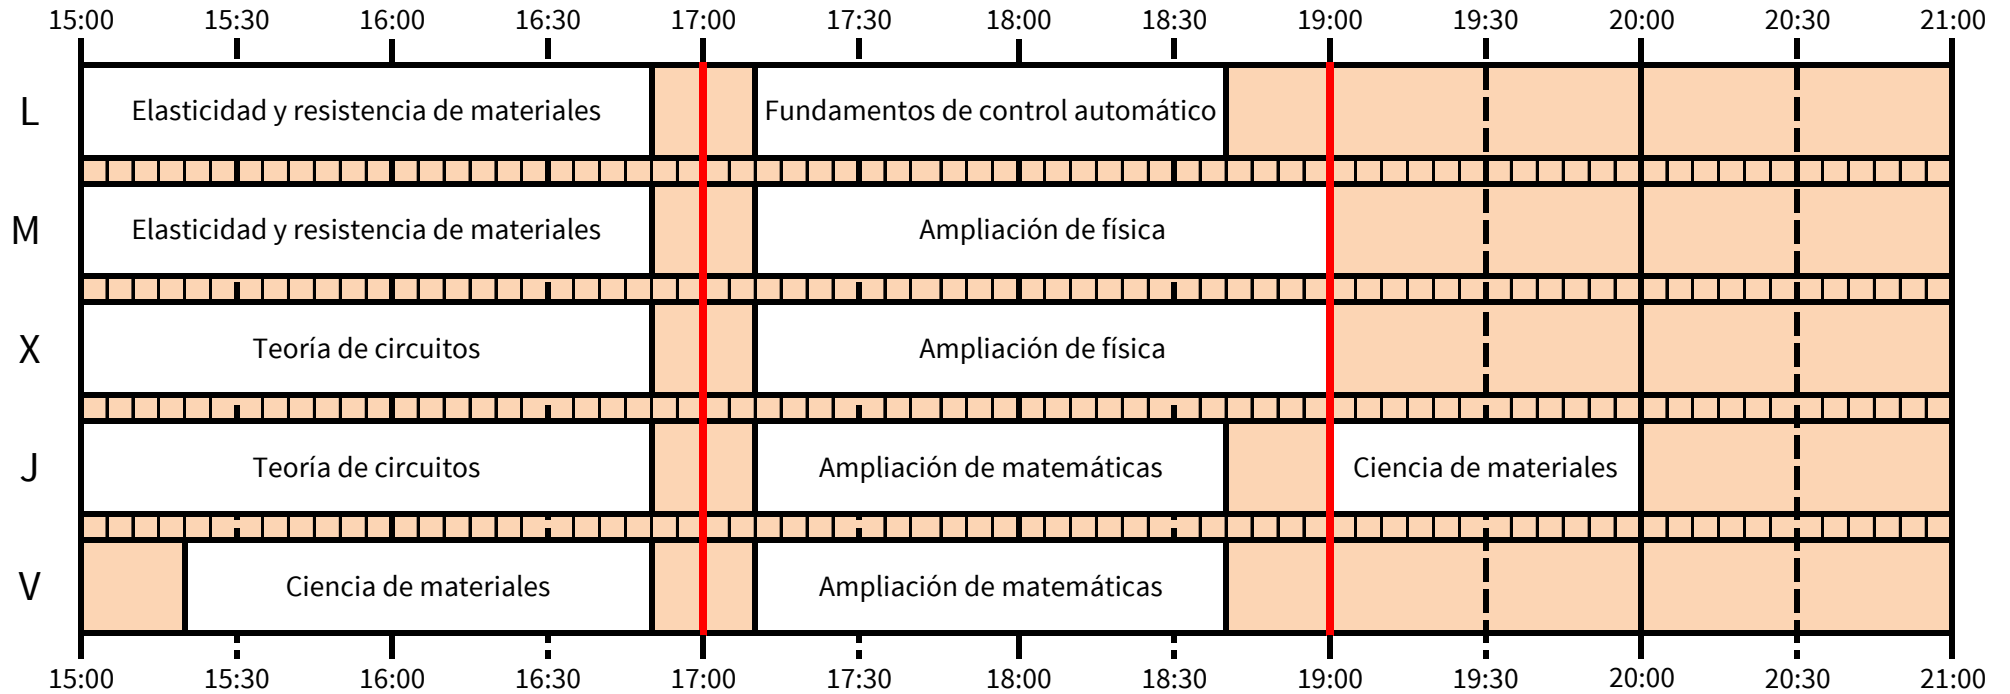 15:00 15:30 16:00 16:30 17:00 17:30 18:00 18:30 19:00 19:30 20:00 20:30 21:00
L Elasticidad y resistencia de materiales Fundamentos de control automático
M Elasticidad y resistencia de materiales Ampliación de física
X Teoría de circuitos Ampliación de física
J Teoría de circuitos Ampliación de matemáticas Ciencia de materiales
V Ciencia de materiales Ampliación de matemáticas
15:00 15:30 16:00 16:30 17:00 17:30 18:00 18:30 19:00 19:30 20:00 20:30 21:00